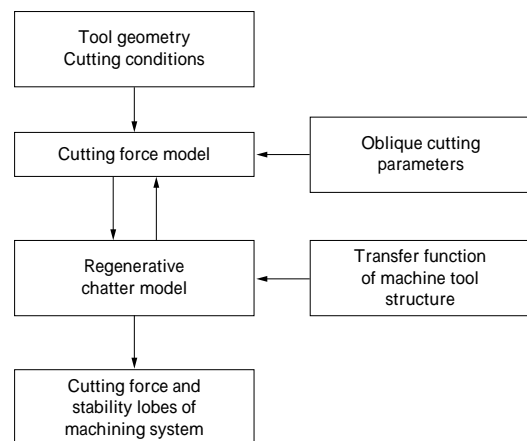 Tool geometry
Cutting conditions
Cutting force model
Oblique cutting
parameters
Regenerative
chatter model
Transfer function
of machine tool
structure
Cutting force and
stability lobes of
machining system